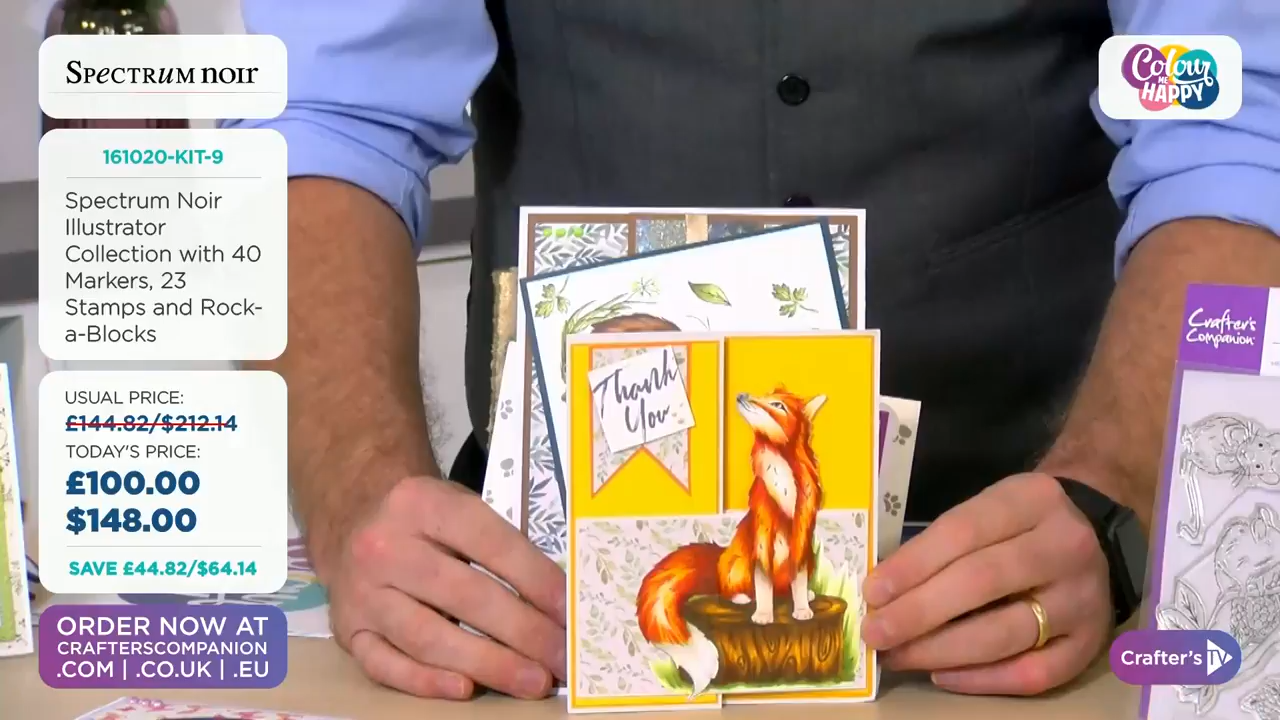 SPECTRUM noir
161020-KIT-9
Spectrum Noir
Illustrator
Collection with 40
Markers, 23
Stamps and Rock-
a-Blocks
USUAL PRICE:
£144.82/$212.14
TODAY'S PRICE:
£100.00
$148.00
SAVE £44.82/$64.14
ORDER NOW AT
CRAFTERSCOMPANION
.COM | .CO.UK | .EU
Thank
You
Colour
ME
HAPPY
Crafter's
Companion
Crafter's TV